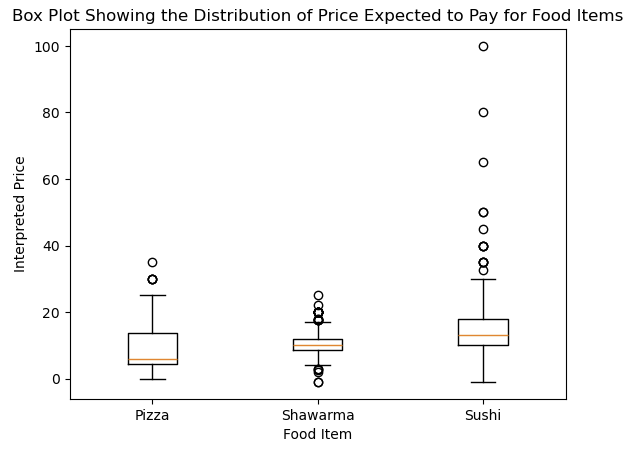 Box Plot Showing the Distribution of Price Expected to Pay for Food Items
100
80
60
40
20
0
Interpreted Price
Pizza
Shawarma
Sushi
Food Item